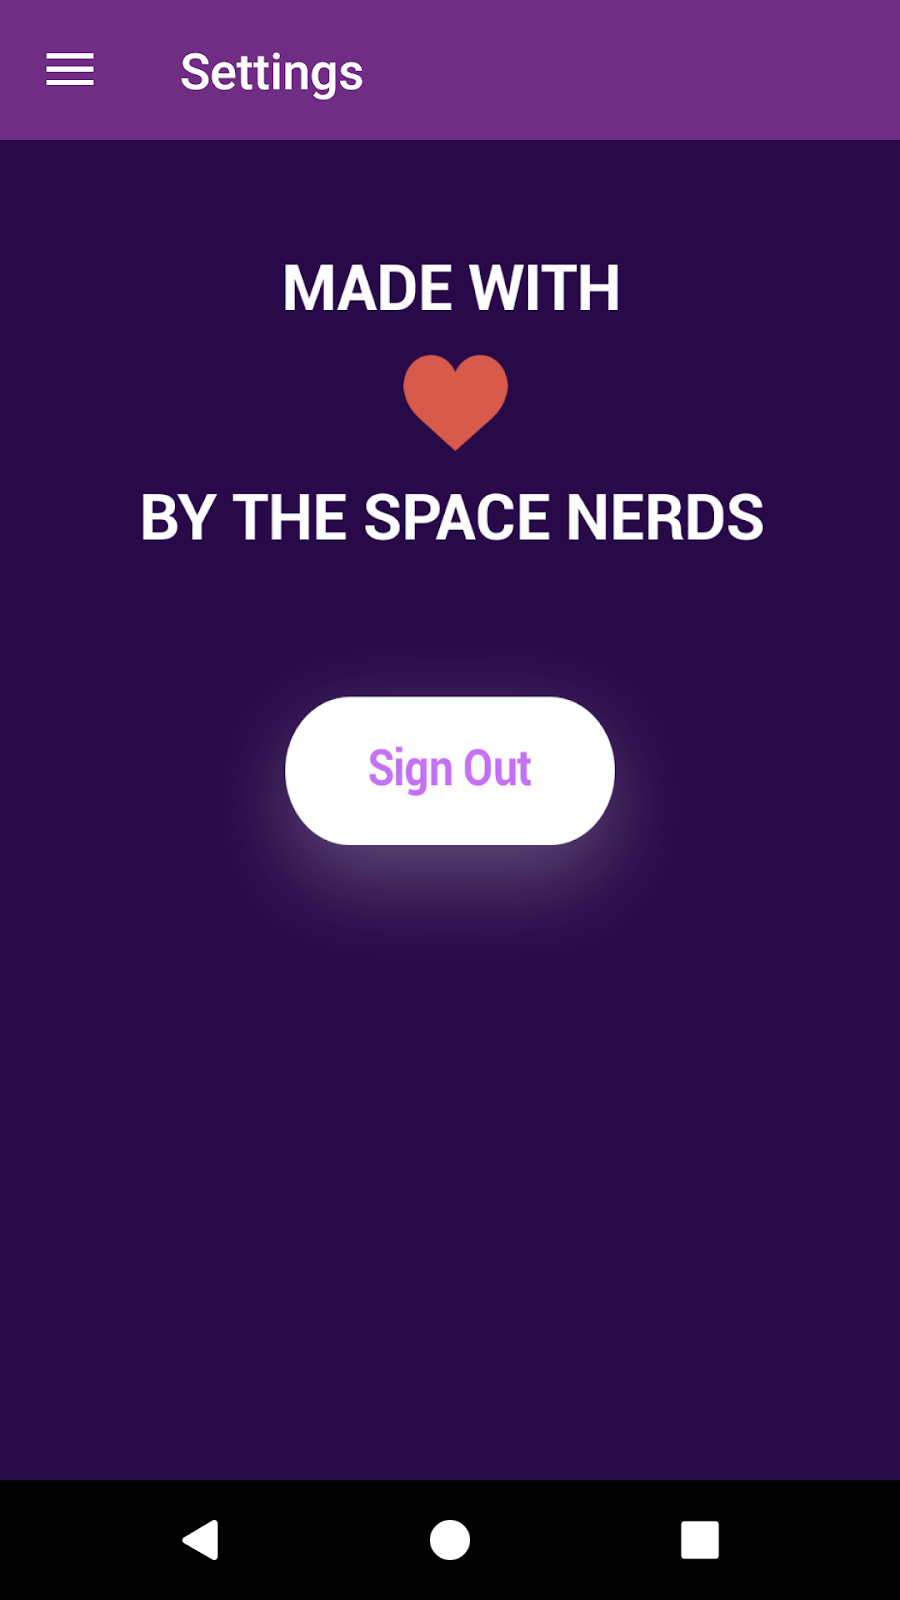 Settings
MADE WITH
BY THE SPACE NERDS
Sign Out